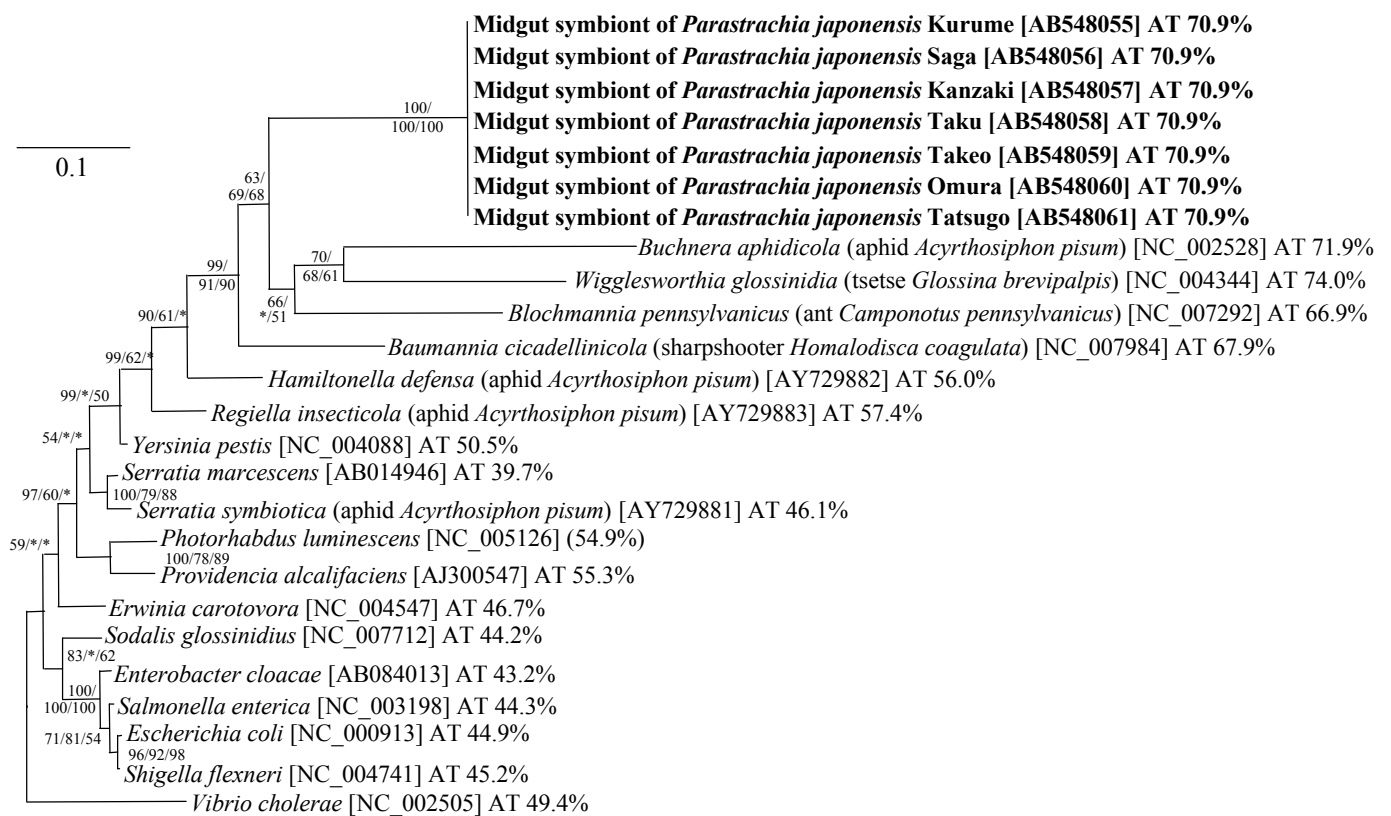 Midgut symbiont of Parastrachia japonensis Kurume [AB548055] AT 70.9%
Midgut symbiont of Parastrachia japonensis Saga [AB548056] AT 70.9%
Midgut symbiont of Parastrachia japonensis Kanzaki [AB548057] AT 70.9%
100/
100/100
Midgut symbiont of Parastrachia japonensis Taku [AB548058] AT 70.9%
0.1
Midgut symbiont of Parastrachia japonensis Takeo [AB548059] AT 70.9%
63/
69/68
Midgut symbiont of Parastrachia japonensis Omura [AB548060] AT 70.9%
Midgut symbiont of Parastrachia japonensis Tatsugo [AB548061] AT 70.9%
Buchnera aphidicola (aphid Acyrthosiphon pisum) [NC_002528] AT 71.9%
70/
68/61
99/
91/90
Wigglesworthia glossinidia (tsetse Glossina brevipalpis) [NC_004344] AT 74.0%
66/
*/51
Blochmannia pennsylvanicus (ant Camponotus pennsylvanicus) [NC_007292] AT 66.9%
90/61/*
Baumannia cicadellinicola (sharpshooter Homalodisca coagulata) [NC_007984] AT 67.9%
99/62/*
Hamiltonella defensa (aphid Acyrthosiphon pisum) [AY729882] AT 56.0%
99/*/50
Regiella insecticola (aphid Acyrthosiphon pisum) [AY729883] AT 57.4%
54/*/*
Yersinia pestis [NC_004088] AT 50.5%
Serratia marcescens [AB014946] AT 39.7%
97/60/*
100/79/88
Serratia symbiotica (aphid Acyrthosiphon pisum) [AY729881] AT 46.1%
Photorhabdus luminescens [NC_005126] (54.9%)
59/*/*
100/78/89
Providencia alcalifaciens [AJ300547] AT 55.3%
Erwinia carotovora [NC_004547] AT 46.7%
Sodalis glossinidius [NC_007712] AT 44.2%
83/*/62
Enterobacter cloacae [AB084013] AT 43.2%
100/
100/100
Salmonella enterica [NC_003198] AT 44.3%
71/81/54
Escherichia coli [NC_000913] AT 44.9%
96/92/98
Shigella flexneri [NC_004741] AT 45.2%
Vibrio cholerae [NC_002505] AT 49.4%